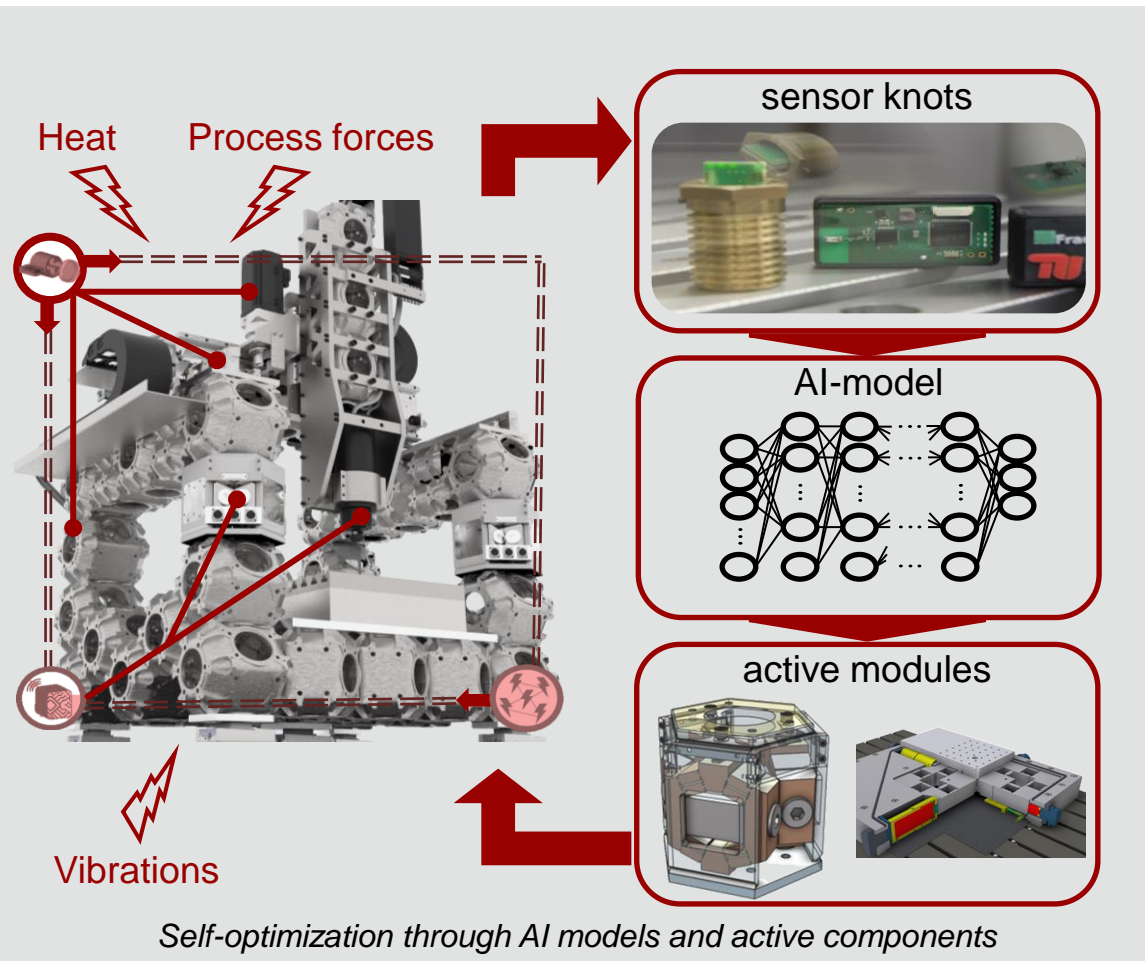 sensor knots
Heat
Process forces
AI-model
active modules
Vibrations
Self-optimization through AI models and active components